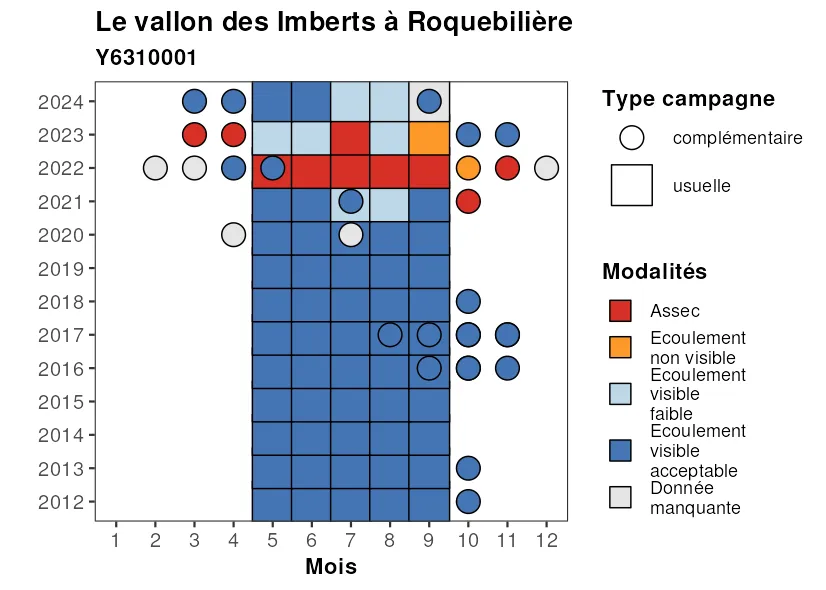 Le vallon des Imberts à Roquebilière
Y6310001
2024
2023
2022
2021
2020
2019
2018
2017
2016
2015
2014
2013
2012
1 2 3 4 5 6 7 8 9 10 11 12
Mois
Type campagne
complémentaire
usuelle
Modalités
Assec
Ecoulement
non visible
Ecoulement
visible
faible
Ecoulement
visible
acceptable
Donnée
manquante